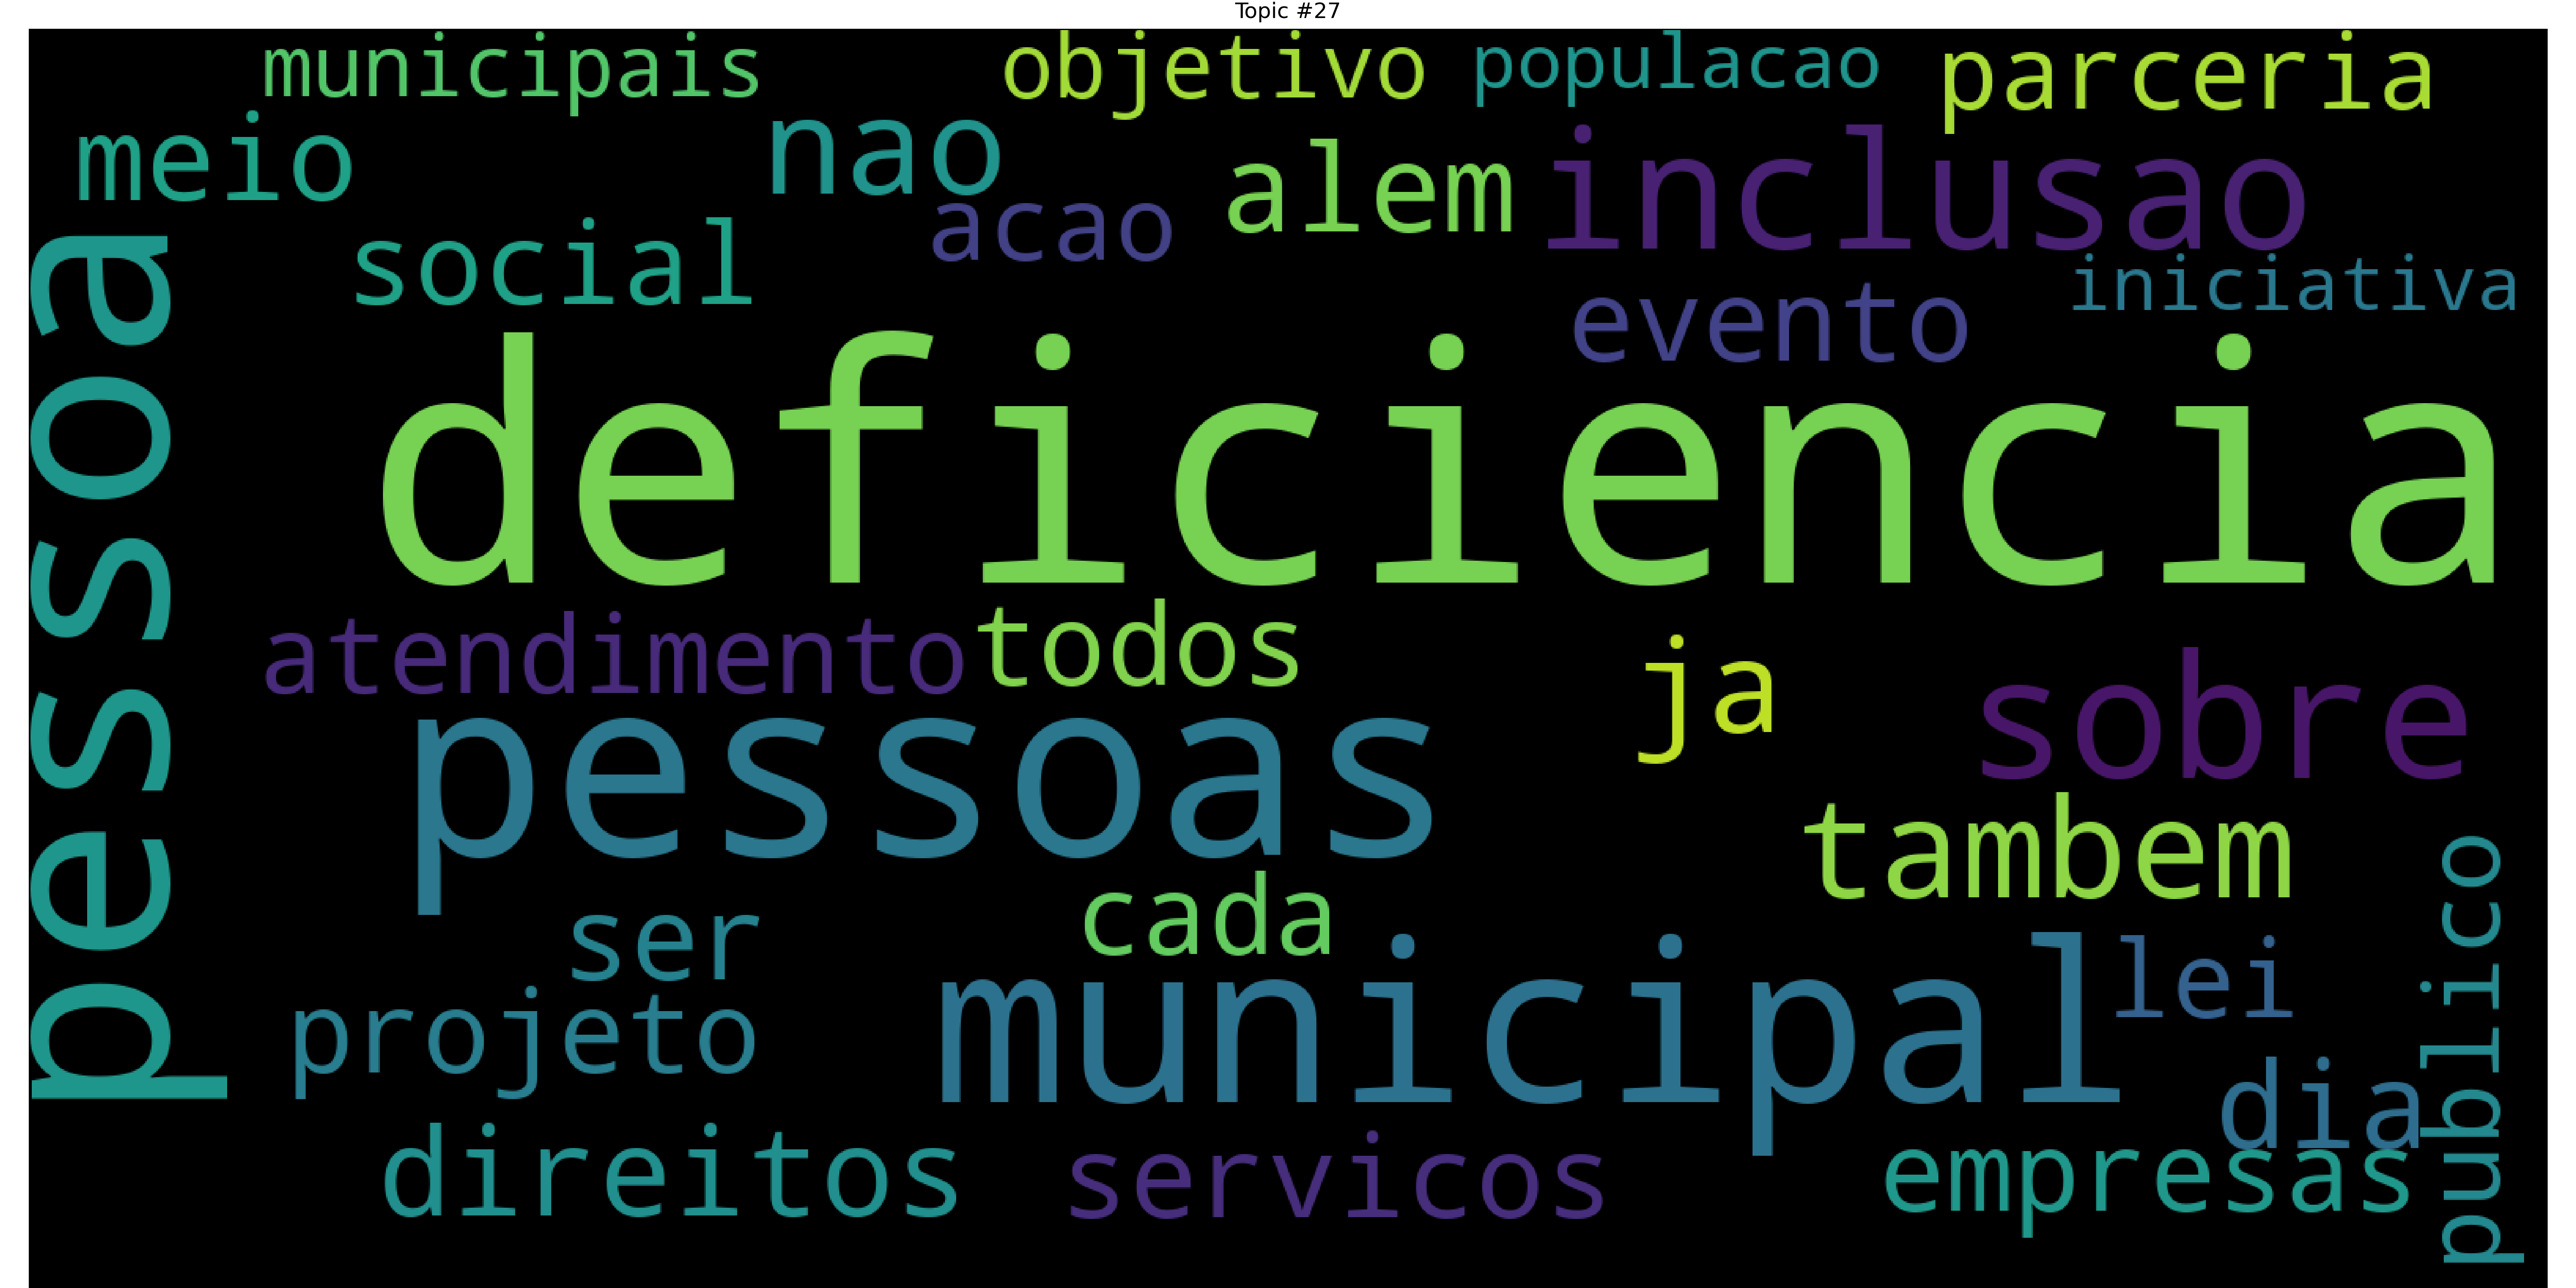 Topic #27
municipais
objetivo
populacao
parceria
meio
nao
alem
inclusao
social
acao
evento
iniciativa
pessoa
deficiencia
atendimento
todos
ja
sobre
pessoas
tambem
cada
ser
municipal
lei
publico
projeto
dia
direitos
servicos
empresas